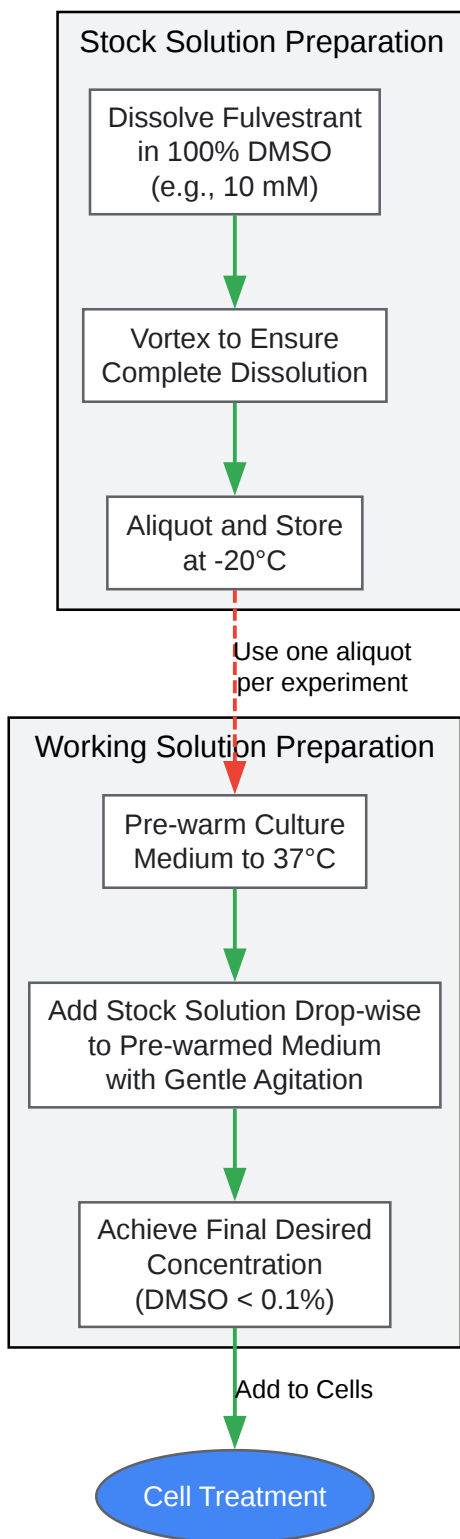 Stock Solution Preparation
Dissolve Fulvestrant
in 100% DMSO
(e.g., 10 mM)
Vortex to Ensure
Complete Dissolution
Aliquot and Store
at -20°C
Use one aliquot
per experiment
Working Solution Preparation
Pre-warm Culture
Medium to 37°C
Add Stock Solution Drop-wise
to Pre-warmed Medium
with Gentle Agitation
Achieve Final Desired
Concentration
(DMSO < 0.1%)
Add to Cells
Cell Treatment